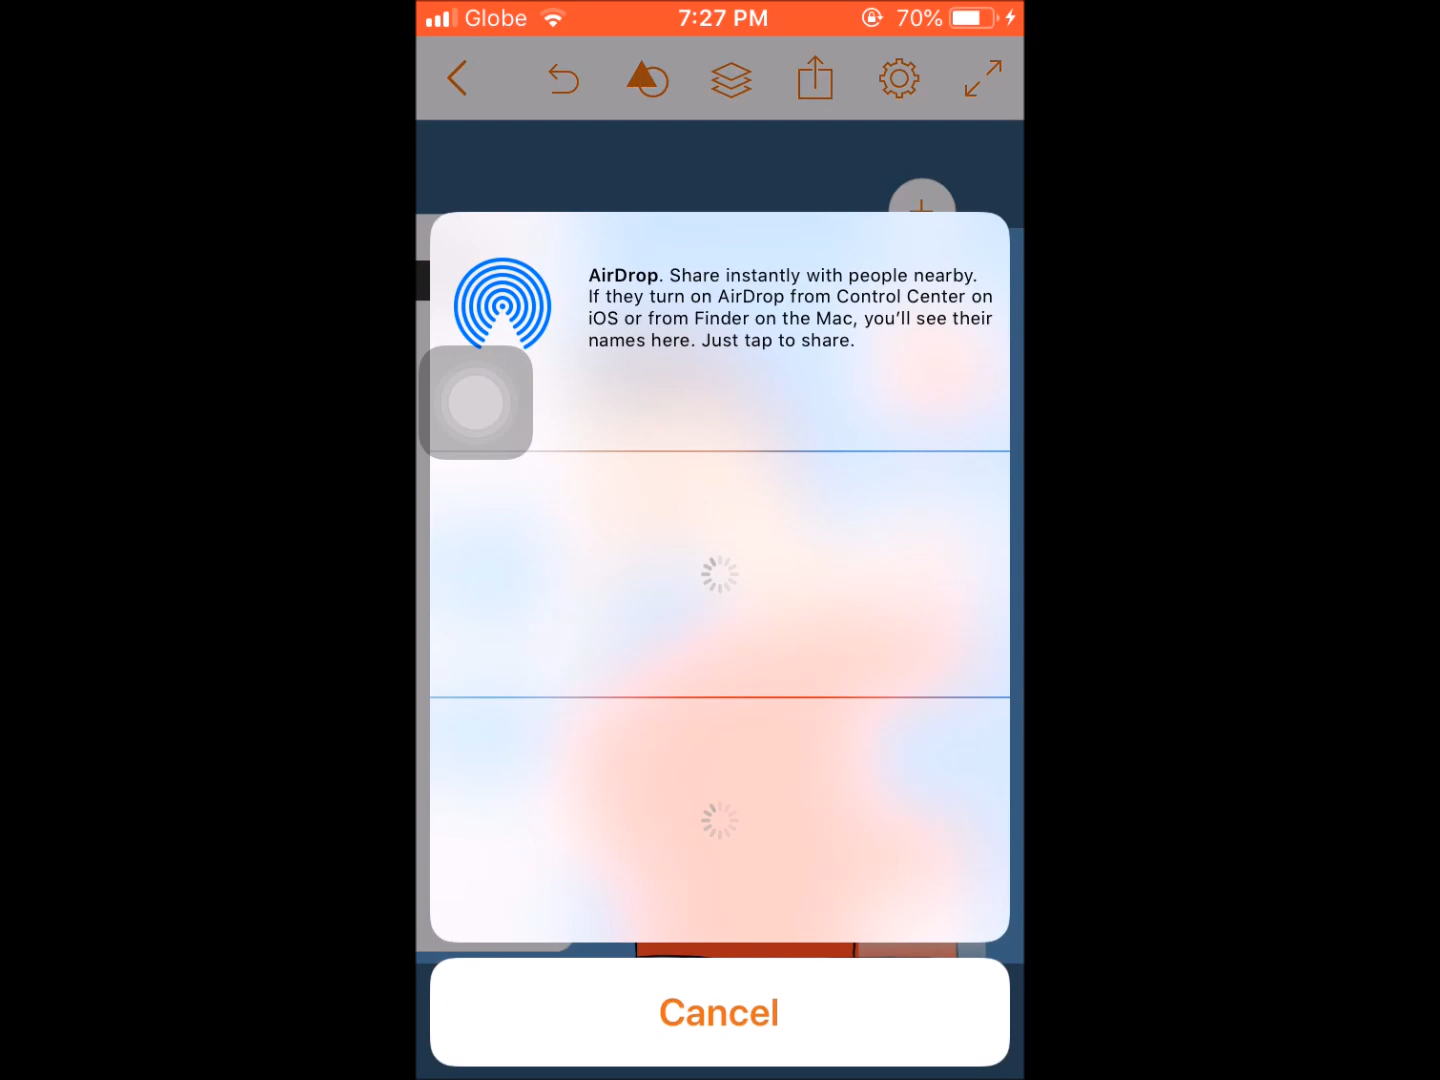 Globe 7:27 PM 70%
AirDrop. Share instantly with people nearby.
If they turn on AirDrop from Control Center on
iOS or from Finder on the Mac, you’ll see their
names here. Just tap to share.
Cancel